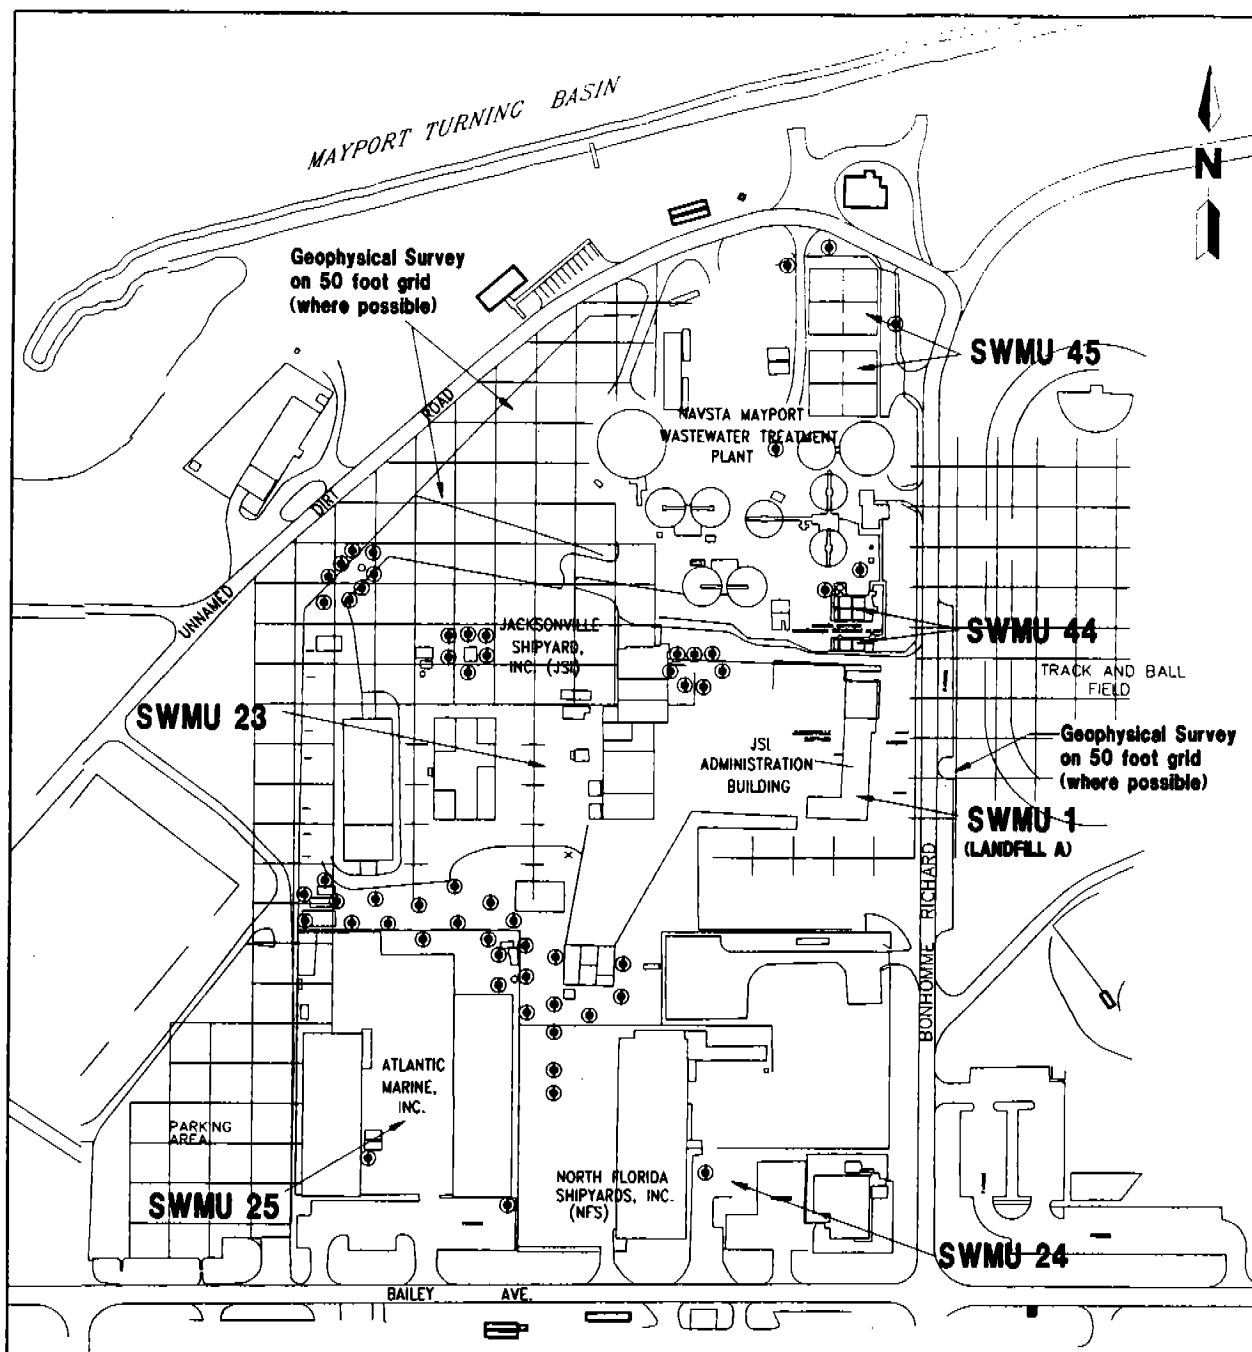 MAYPORT TURNING BASIN
N
Geophysical Survey
on 50 foot grid
(where possible)
SWMU 45
UNNAMED DIRT ROAD
NAVSTA MAYPORT
WASTEWATER TREATMENT
PLANT
JACKSONVILLE
SHIPYARD,
INC. (JSI)
SWMU 44
TRACK AND BALL
FIELD
SWMU 23
JSI
ADMINISTRATION
BUILDING
Geophysical Survey
on 50 foot grid
(where possible)
SWMU 1
(LANDFILL A)
BONHOMME RICHARD
ATLANTIC
MARINE,
INC.
PARKING
AREA
SWMU 25
NORTH FLORIDA
SHIPYARDS, INC.
(NFS)
SWMU 24
BAILEY AVE.